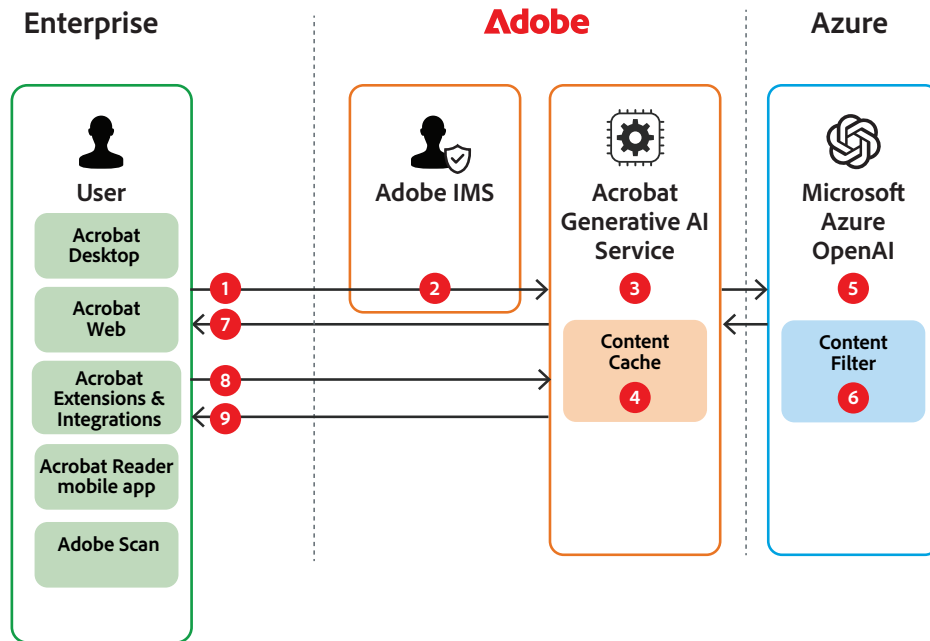 Enterprise
Adobe
Azure
User
Acrobat
Desktop
Acrobat
Web
Acrobat
Extensions &
Integrations
Acrobat Reader
mobile app
Adobe Scan
1
7
8
9
Adobe IMS
2
Acrobat
Generative AI
Service
3
Content
Cache
4
Microsoft
Azure
OpenAI
5
Content
Filter
6